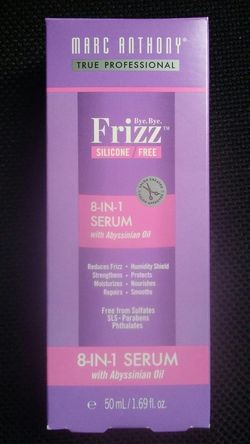 MARC ANTHONY®
TRUE PROFESSIONAL
Bye.Bye.
Frizz™
SILICONE / FREE
8-IN-1
SERUM
with Abyssinian Oil
Reduces Frizz • Humidity Shield
Strengthens • Protects
Moisturizes • Nourishes
Repairs • Smooths
Free from Sulfates
SLS - Parabens
Phthalates
8-IN-1 SERUM
with Abyssinian Oil
e 50 mL / 1.69 fl. oz.